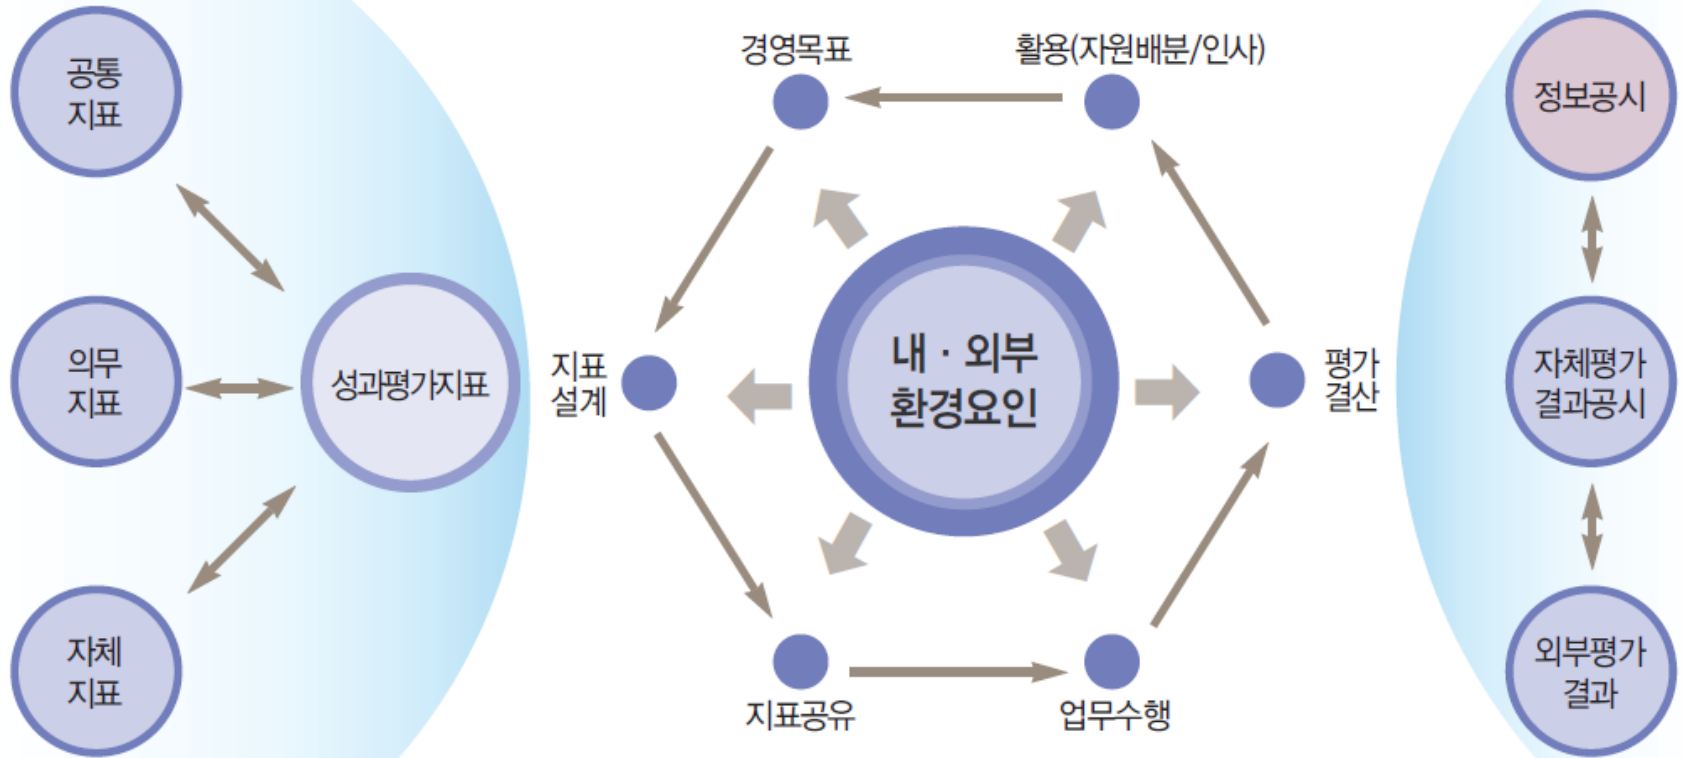 공통
지표
의무
지표
자체
지표
성과평가지표
경영목표
활용(자원배분/인사)
지표
설계
내·외부
환경요인
평가
결산
지표공유
업무수행
정보공시
자체평가
결과공시
외부평가
결과